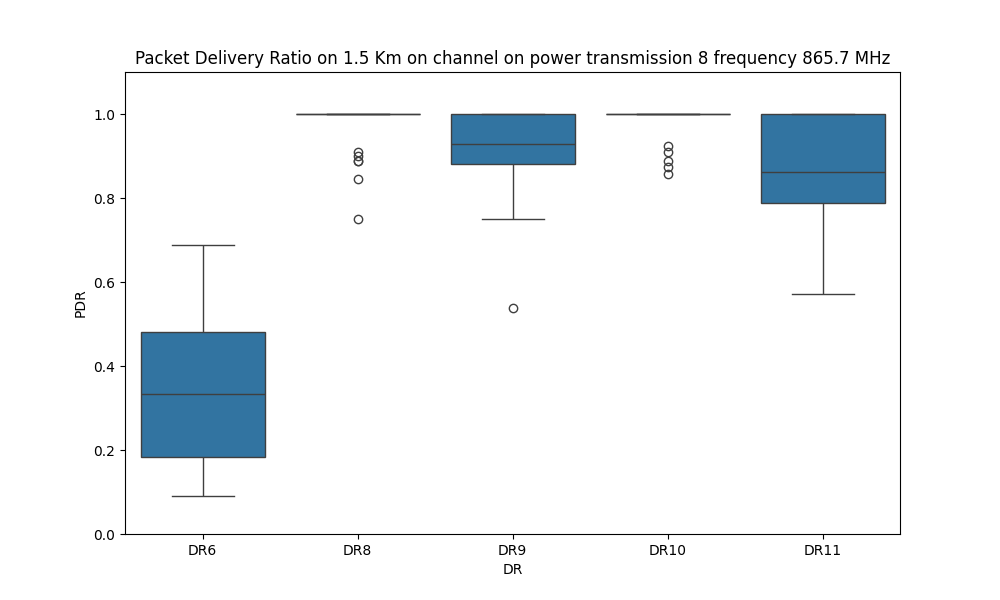 Packet Delivery Ratio on 1.5 Km on channel on power transmission 8 frequency 865.7 MHz
1.0
0.8
0.6
0.4
0.2
0.0
PDR
DR6 DR8 DR9 DR10 DR11
DR